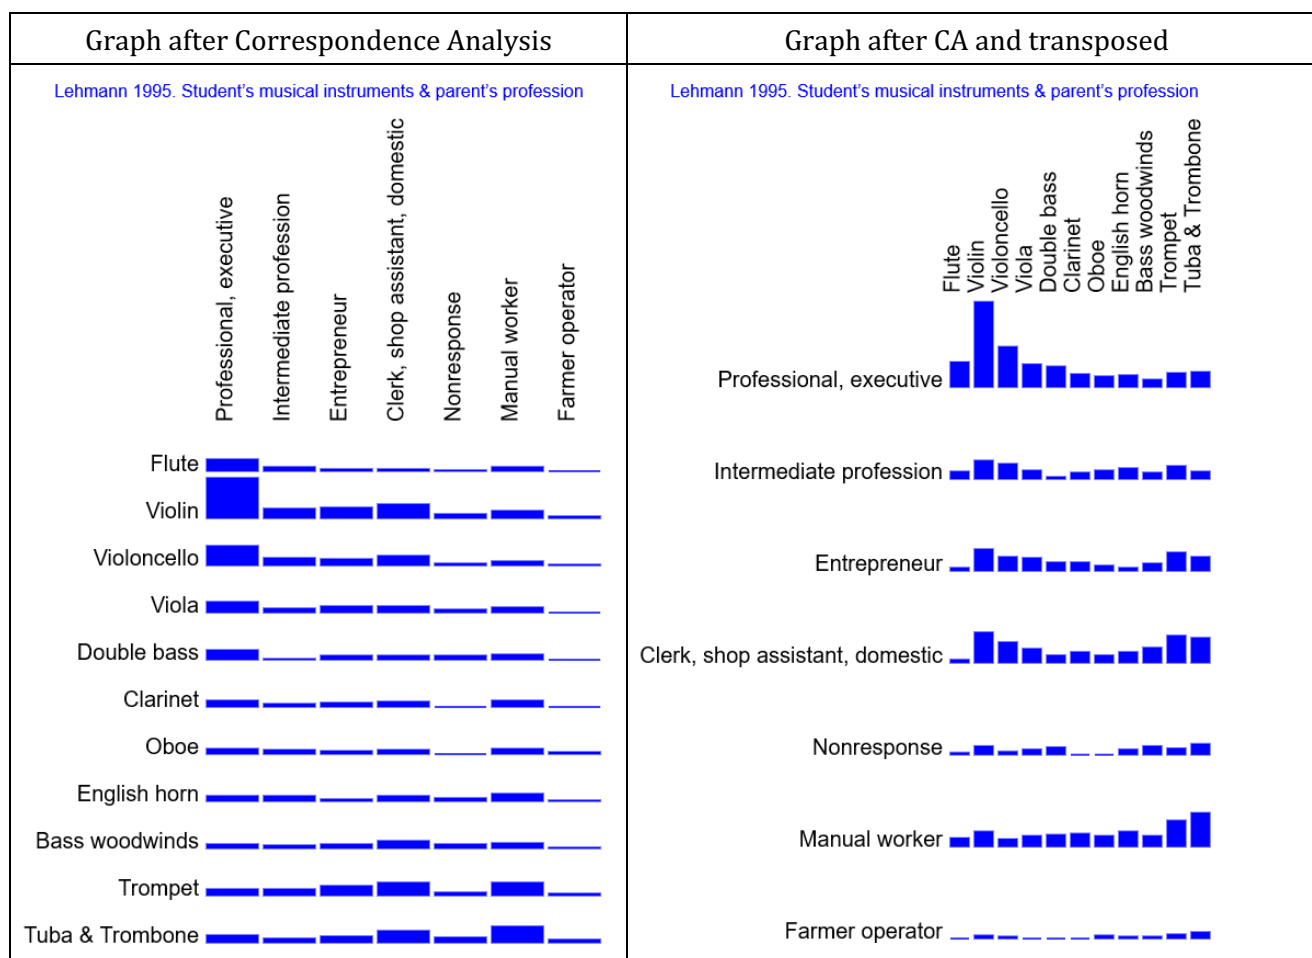 Graph after Correspondence Analysis
Lehmann 1995. Student's musical instruments & parent's profession
Professional, executive
Intermediate profession
Entrepreneur
Clerk, shop assistant, domestic
Nonresponse
Manual worker
Farmer operator
Flute
Violin
Violoncello
Viola
Double bass
Clarinet
Oboe
English horn
Bass woodwinds
Trompet
Tuba & Trombone
Graph after CA and transposed
Lehmann 1995. Student's musical instruments & parent's profession
Flute
Violin
Violoncello
Viola
Double bass
Clarinet
Oboe
English horn
Bass woodwinds
Trompet
Tuba & Trombone
Professional, executive
Intermediate profession
Entrepreneur
Clerk, shop assistant, domestic
Nonresponse
Manual worker
Farmer operator